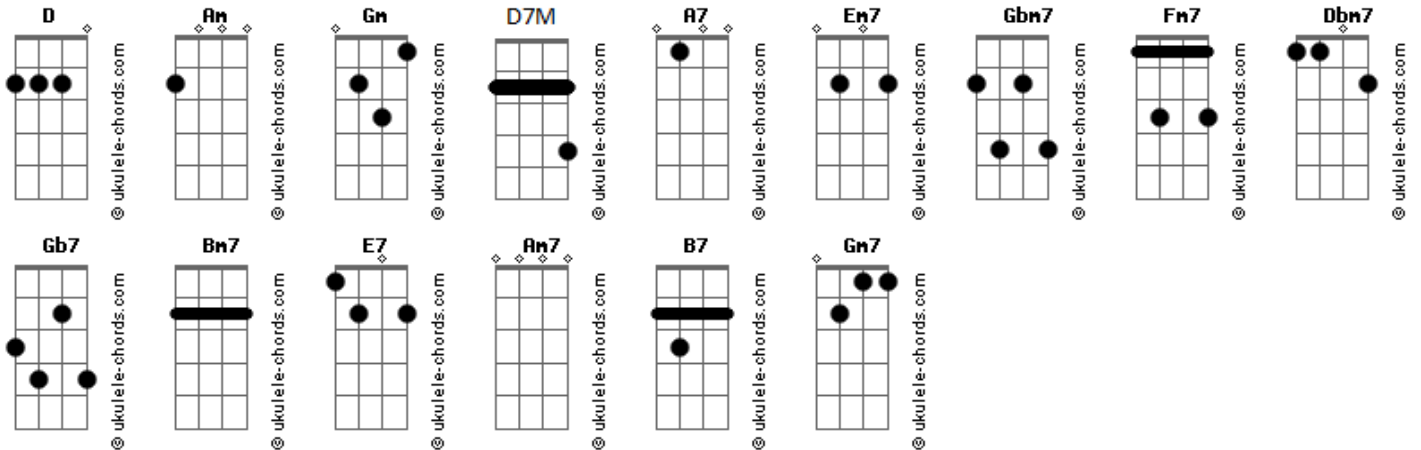 D Am Gm D7M A7 Em7 Gbm7 Fm7 Dbm7
© ukulele-chords.com © ukulele-chords.com © ukulele-chords.com © ukulele-chords.com © ukulele-chords.com © ukulele-chords.com © ukulele-chords.com © ukulele-chords.com © ukulele-chords.com
Gb7 Bm7 E7 Am7 B7 Gm7
© ukulele-chords.com © ukulele-chords.com © ukulele-chords.com © ukulele-chords.com © ukulele-chords.com © ukulele-chords.com